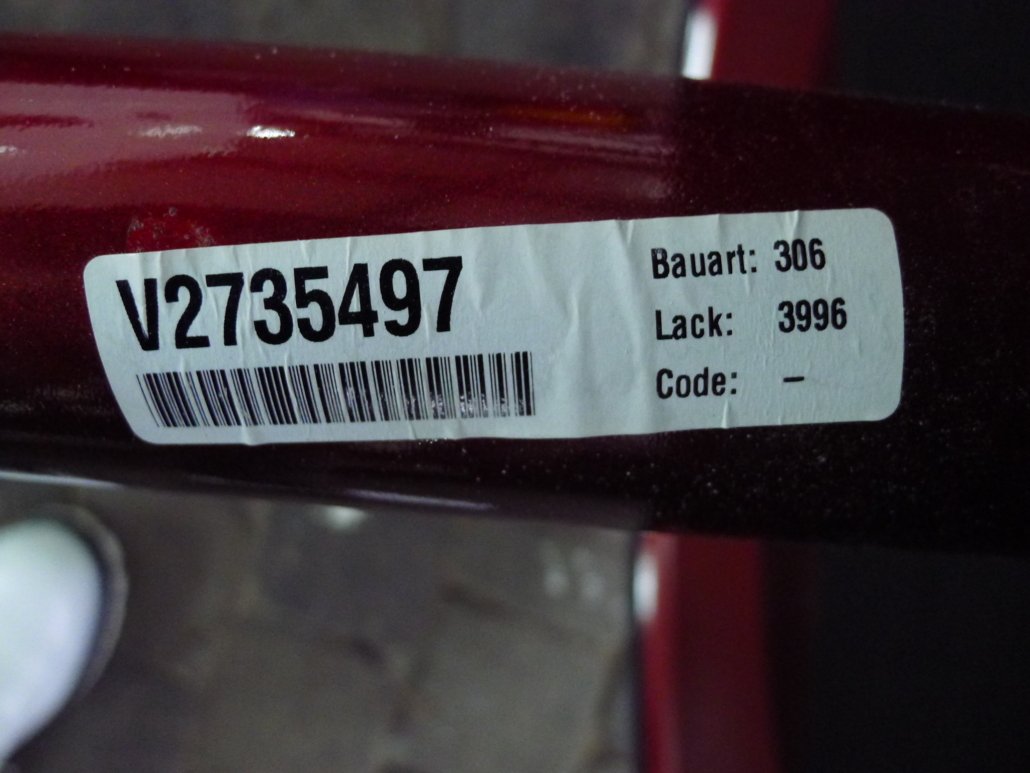 V2735497
Bauart: 306
Lack: 3996
Code: –